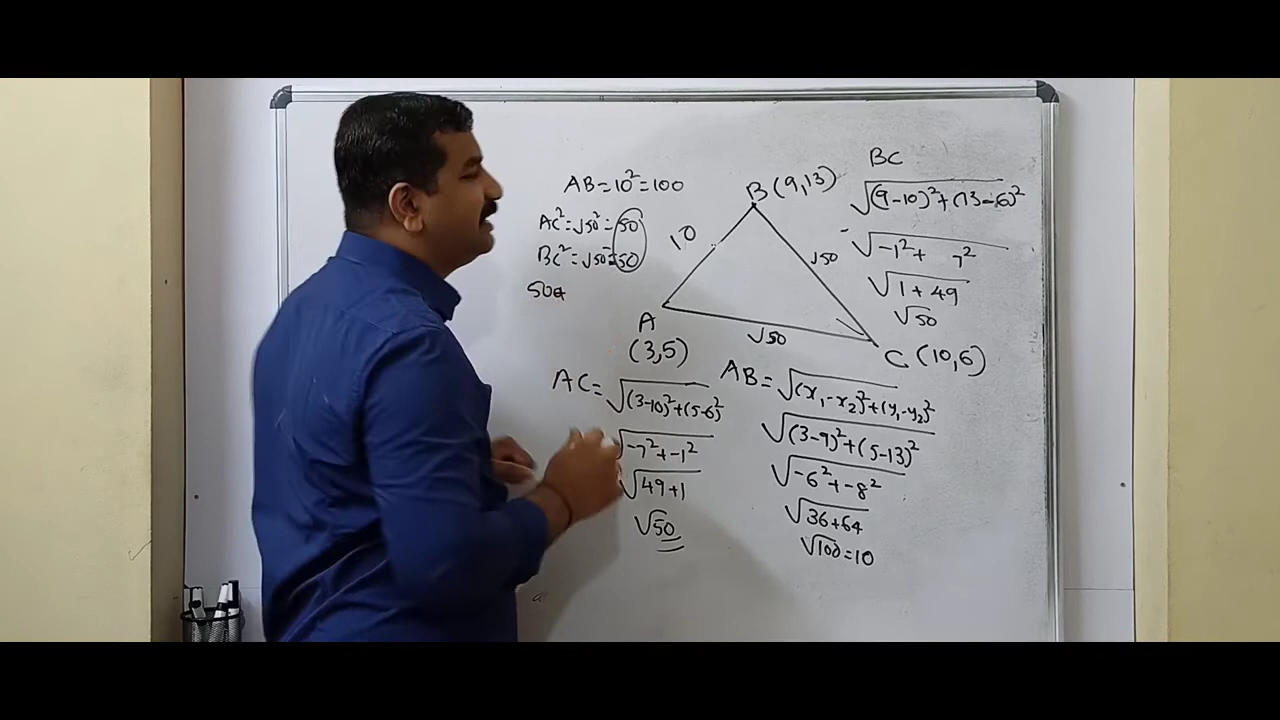 AB = 10² = 100
AC² = √50² = 50
BC² = √50² = 50
50+
B (9,13)
10
√50
√50
A
(3,5)
C (10,6)
BC
√(9-10)² + (13-6)²
√-1² + 7²
√1 + 49
√50
AC = √(3-10)² + (5-6)²
√-7² + -1²
√49+1
√50
AB = √(x₁-x₂)² + (y₁-y₂)²
√(3-9)² + (5-13)²
√-6² + -8²
√36+64
√100 = 10